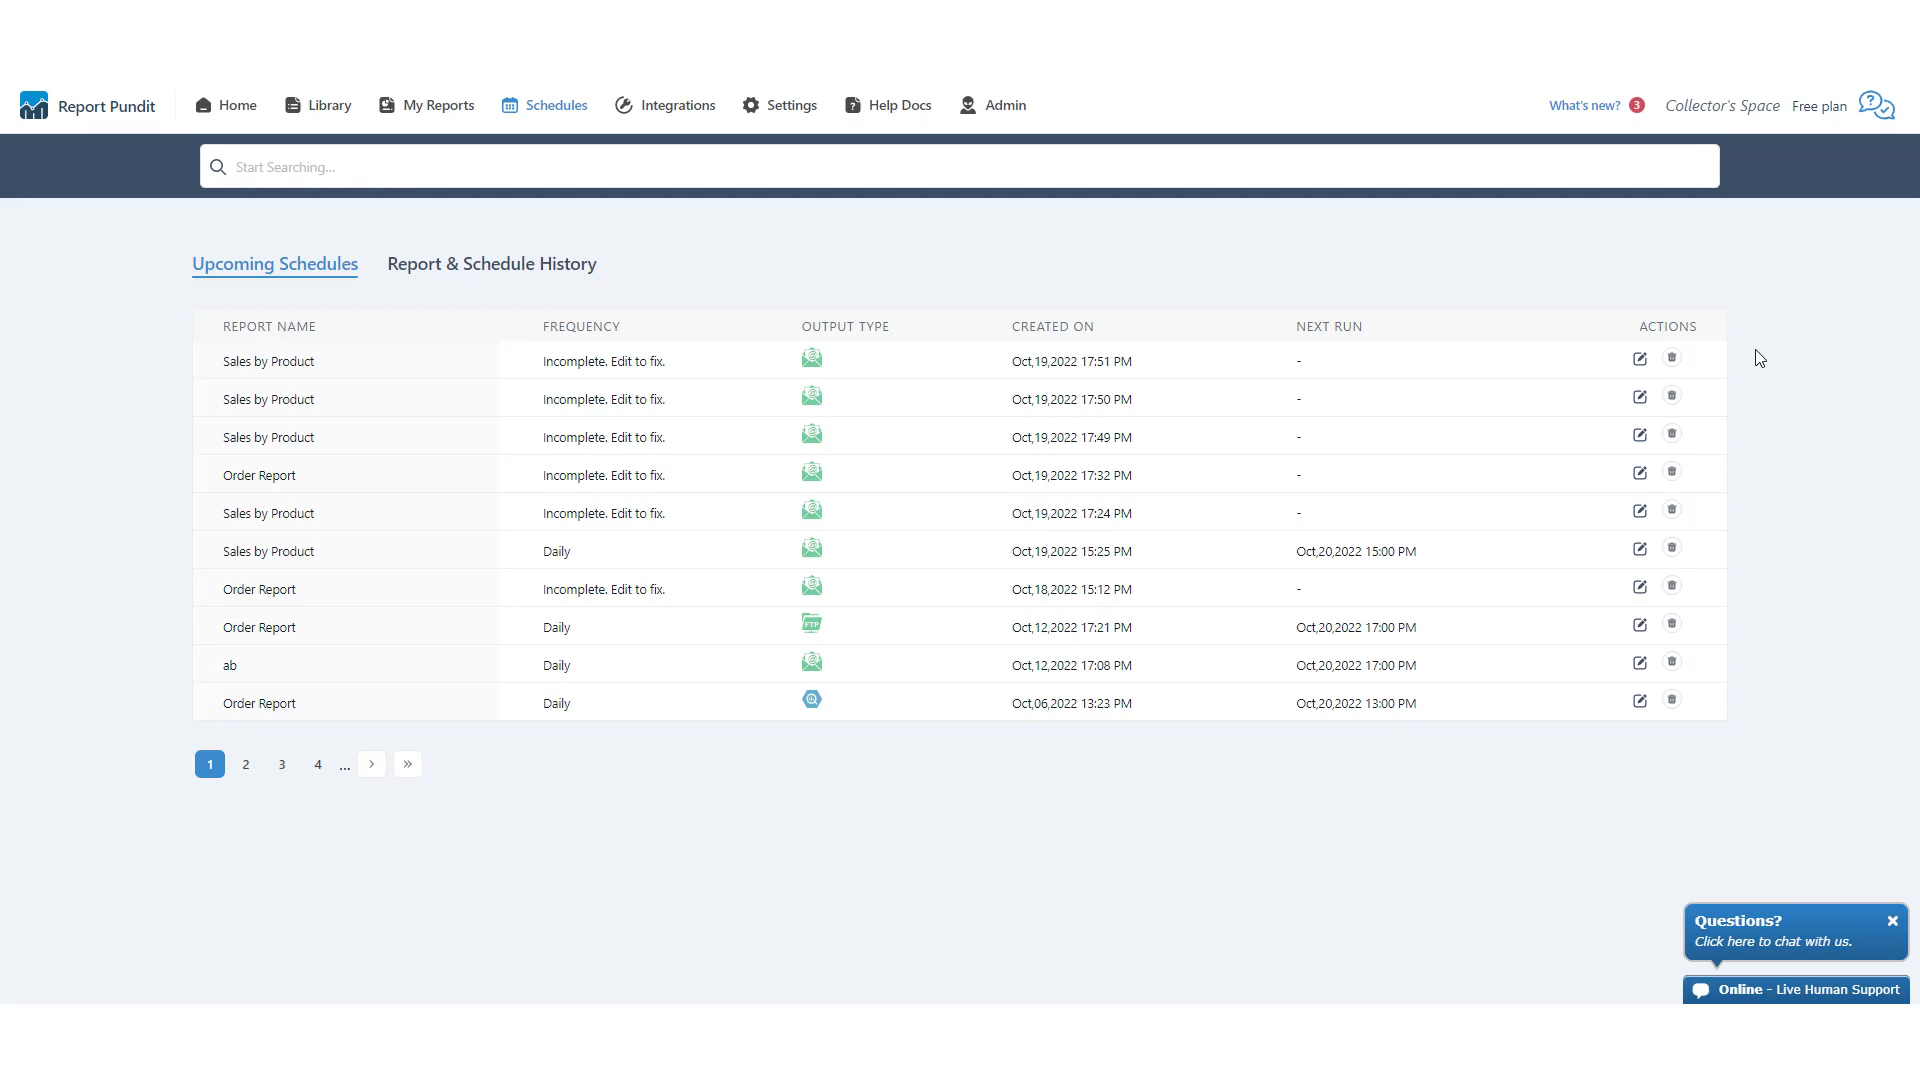 Report Pundit Home Library My Reports Schedules Integrations Settings Help Docs Admin What's new? 3 Collector's Space Free plan
Start Searching...
Upcoming Schedules Report & Schedule History
REPORT NAME FREQUENCY OUTPUT TYPE CREATED ON NEXT RUN ACTIONS
Sales by Product Incomplete. Edit to fix. Oct,19,2022 17:51 PM -
Sales by Product Incomplete. Edit to fix. Oct,19,2022 17:50 PM -
Sales by Product Incomplete. Edit to fix. Oct,19,2022 17:49 PM -
Order Report Incomplete. Edit to fix. Oct,19,2022 17:32 PM -
Sales by Product Incomplete. Edit to fix. Oct,19,2022 17:24 PM -
Sales by Product Daily Oct,19,2022 15:25 PM Oct,20,2022 15:00 PM
Order Report Incomplete. Edit to fix. Oct,18,2022 15:12 PM -
Order Report Daily FTP Oct,12,2022 17:21 PM Oct,20,2022 17:00 PM
ab Daily Oct,12,2022 17:08 PM Oct,20,2022 17:00 PM
Order Report Daily Oct,06,2022 13:23 PM Oct,20,2022 13:00 PM
1 2 3 4 ... › »
Questions?
Click here to chat with us.
Online - Live Human Support